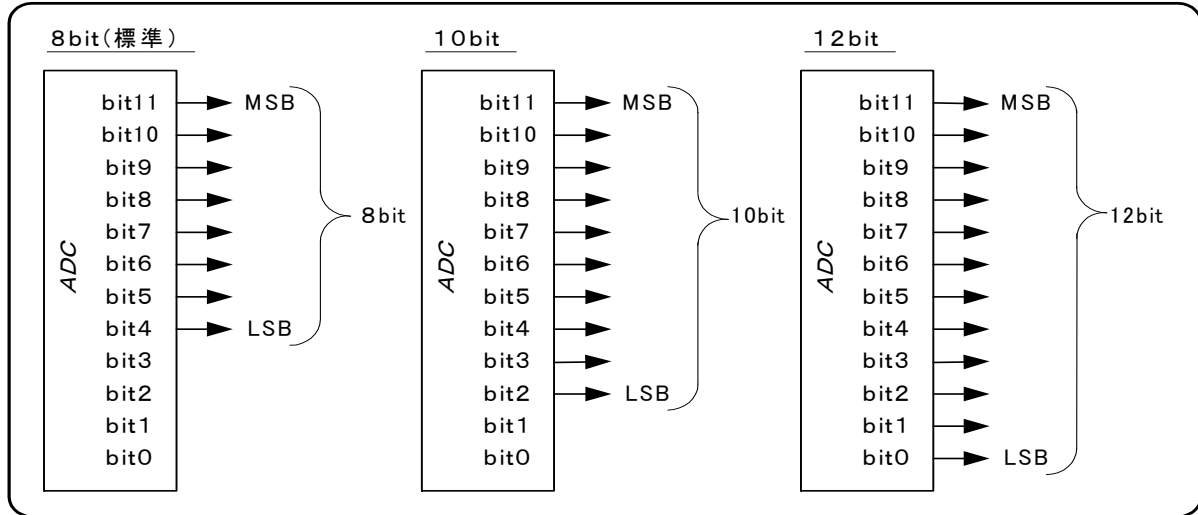 8bit(標準)
ADC
bit11 MSB
bit10
bit9
bit8
bit7
bit6
bit5
bit4 LSB
bit3
bit2
bit1
bit0
8bit
10bit
ADC
bit11 MSB
bit10
bit9
bit8
bit7
bit6
bit5
bit4
bit3
bit2 LSB
bit1
bit0
10bit
12bit
ADC
bit11 MSB
bit10
bit9
bit8
bit7
bit6
bit5
bit4
bit3
bit2
bit1
bit0 LSB
12bit